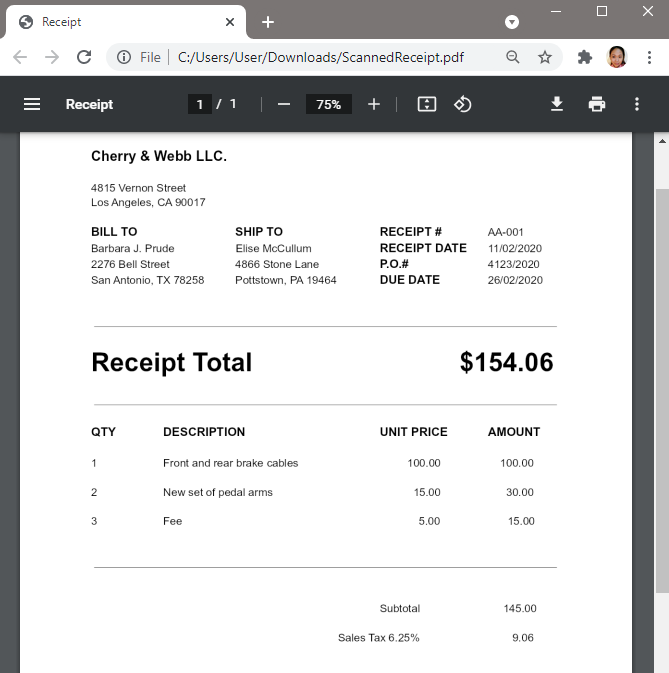 Receipt
File C:/Users/User/Downloads/ScannedReceipt.pdf
Receipt 1 / 1 75%
Cherry & Webb LLC.
4815 Vernon Street
Los Angeles, CA 90017
BILL TO SHIP TO RECEIPT # AA-001
Barbara J. Prude Elise McCullum RECEIPT DATE 11/02/2020
2276 Bell Street 4866 Stone Lane P.O.# 4123/2020
San Antonio, TX 78258 Pottstown, PA 19464 DUE DATE 26/02/2020
Receipt Total $154.06
QTY DESCRIPTION UNIT PRICE AMOUNT
1 Front and rear brake cables 100.00 100.00
2 New set of pedal arms 15.00 30.00
3 Fee 5.00 15.00
Subtotal 145.00
Sales Tax 6.25% 9.06